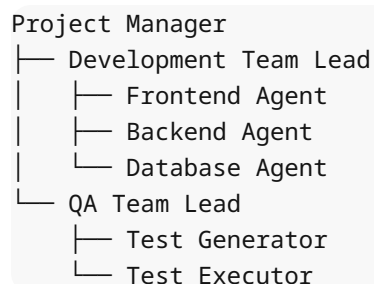 Project Manager
├── Development Team Lead
│   ├── Frontend Agent
│   ├── Backend Agent
│   └── Database Agent
└── QA Team Lead
    ├── Test Generator
    └── Test Executor